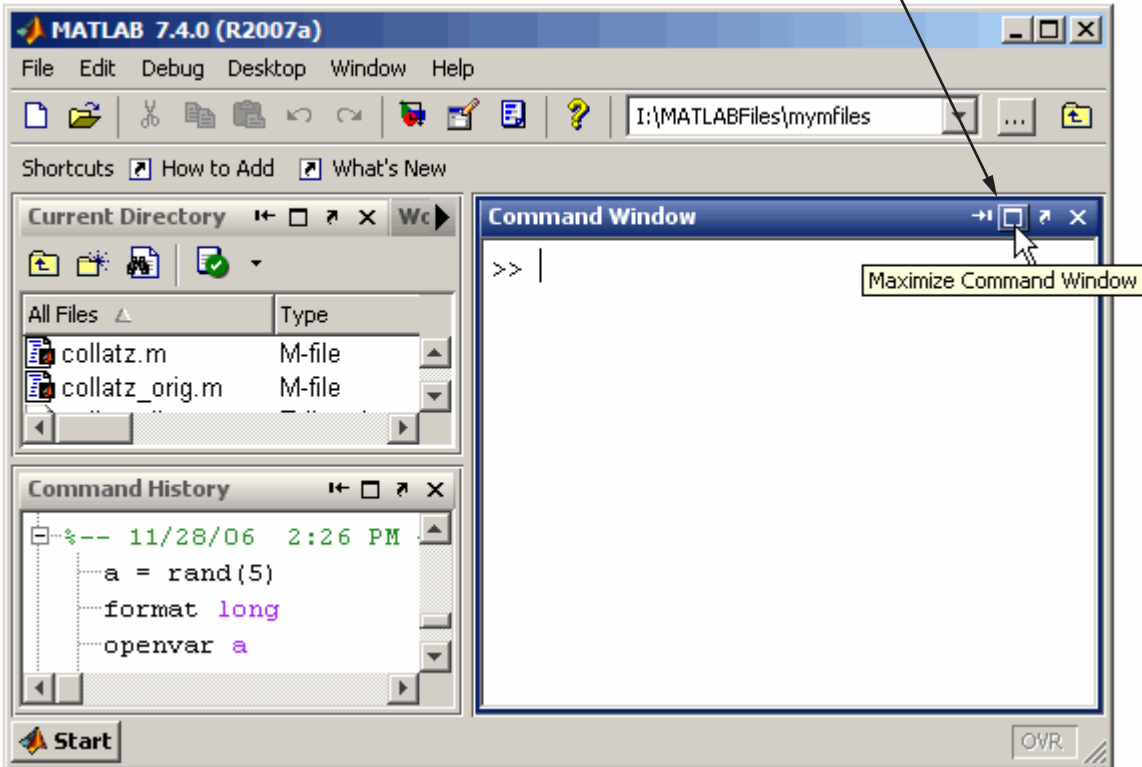 MATLAB 7.4.0 (R2007a)
File Edit Debug Desktop Window Help
I:\MATLABFiles\mymfiles ...
Shortcuts How to Add What's New
Current Directory Wo
All Files Type
collatz.m M-file
collatz_orig.m M-file
Command History
%-- 11/28/06 2:26 PM
a = rand(5)
format long
openvar a
Command Window
>>
Maximize Command Window
Start
OVR